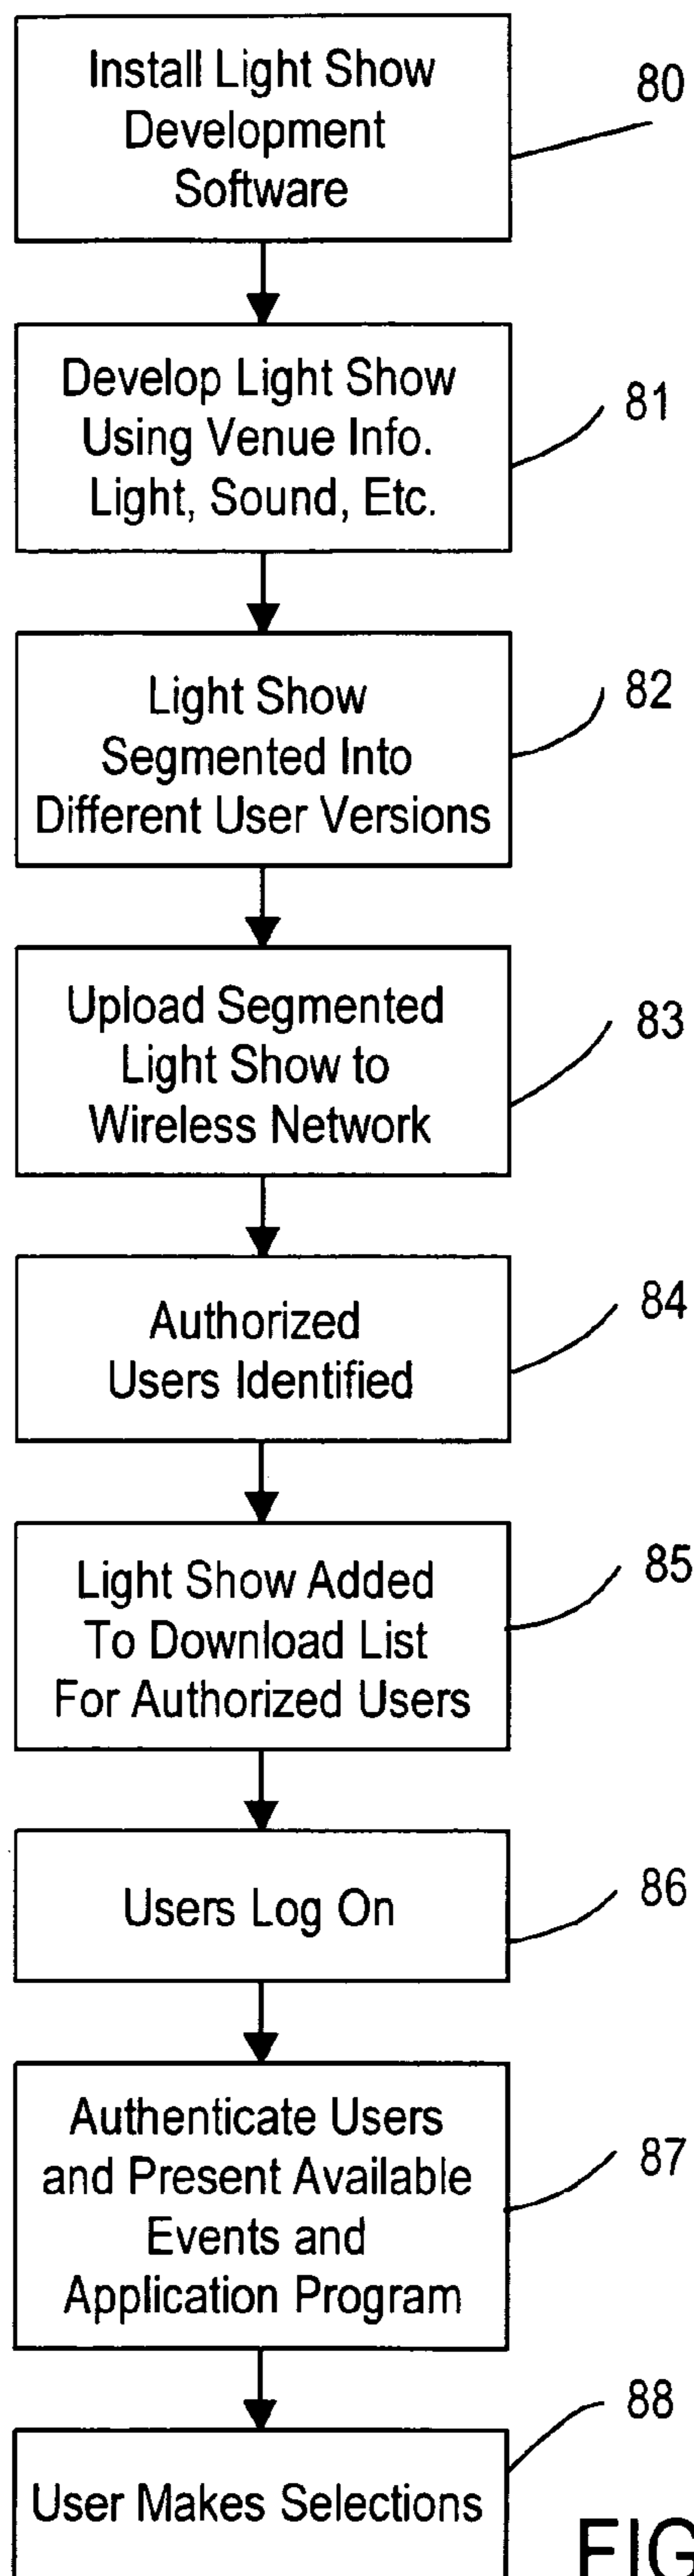 Install Light Show
Development
Software
80
Develop Light Show
Using Venue Info.
Light, Sound, Etc.
81
Light Show
Segmented Into
Different User Versions
82
Upload Segmented
Light Show to
Wireless Network
83
Authorized
Users Identified
84
Light Show Added
To Download List
For Authorized Users
85
Users Log On
86
Authenticate Users
and Present Available
Events and
Application Program
87
User Makes Selections
88
FIG